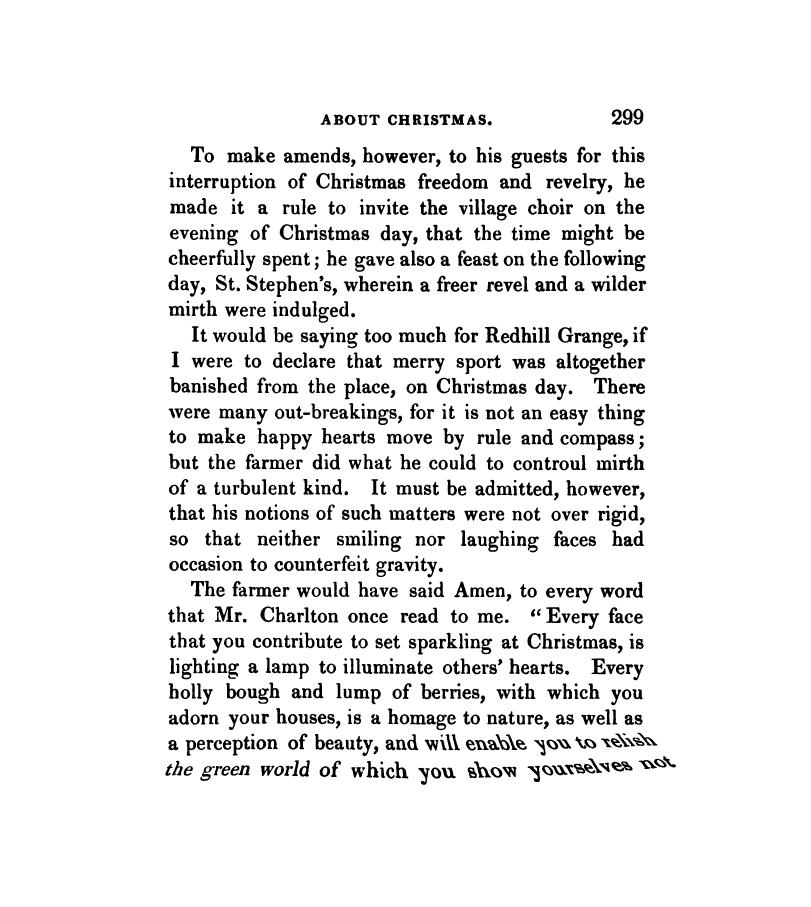 ABOUT CHRISTMAS. 299
To make amends, however, to his guests for this
interruption of Christmas freedom and revelry, he
made it a rule to invite the village choir on the
evening of Christmas day, that the time might be
cheerfully spent; he gave also a feast on the following
day, St. Stephen's, wherein a freer revel and a wilder
mirth were indulged.
It would be saying too much for Redhill Grange, if
I were to declare that merry sport was altogether
banished from the place, on Christmas day. There
were many out-breakings, for it is not an easy thing
to make happy hearts move by rule and compass;
but the farmer did what he could to controul mirth
of a turbulent kind. It must be admitted, however,
that his notions of such matters were not over rigid,
so that neither smiling nor laughing faces had
occasion to counterfeit gravity.
The farmer would have said Amen, to every word
that Mr. Charlton once read to me. “Every face
that you contribute to set sparkling at Christmas, is
lighting a lamp to illuminate others' hearts. Every
holly bough and lump of berries, with which you
adorn your houses, is a homage to nature, as well as
a perception of beauty, and will enable you to relish
the green world of which you show yourselves not